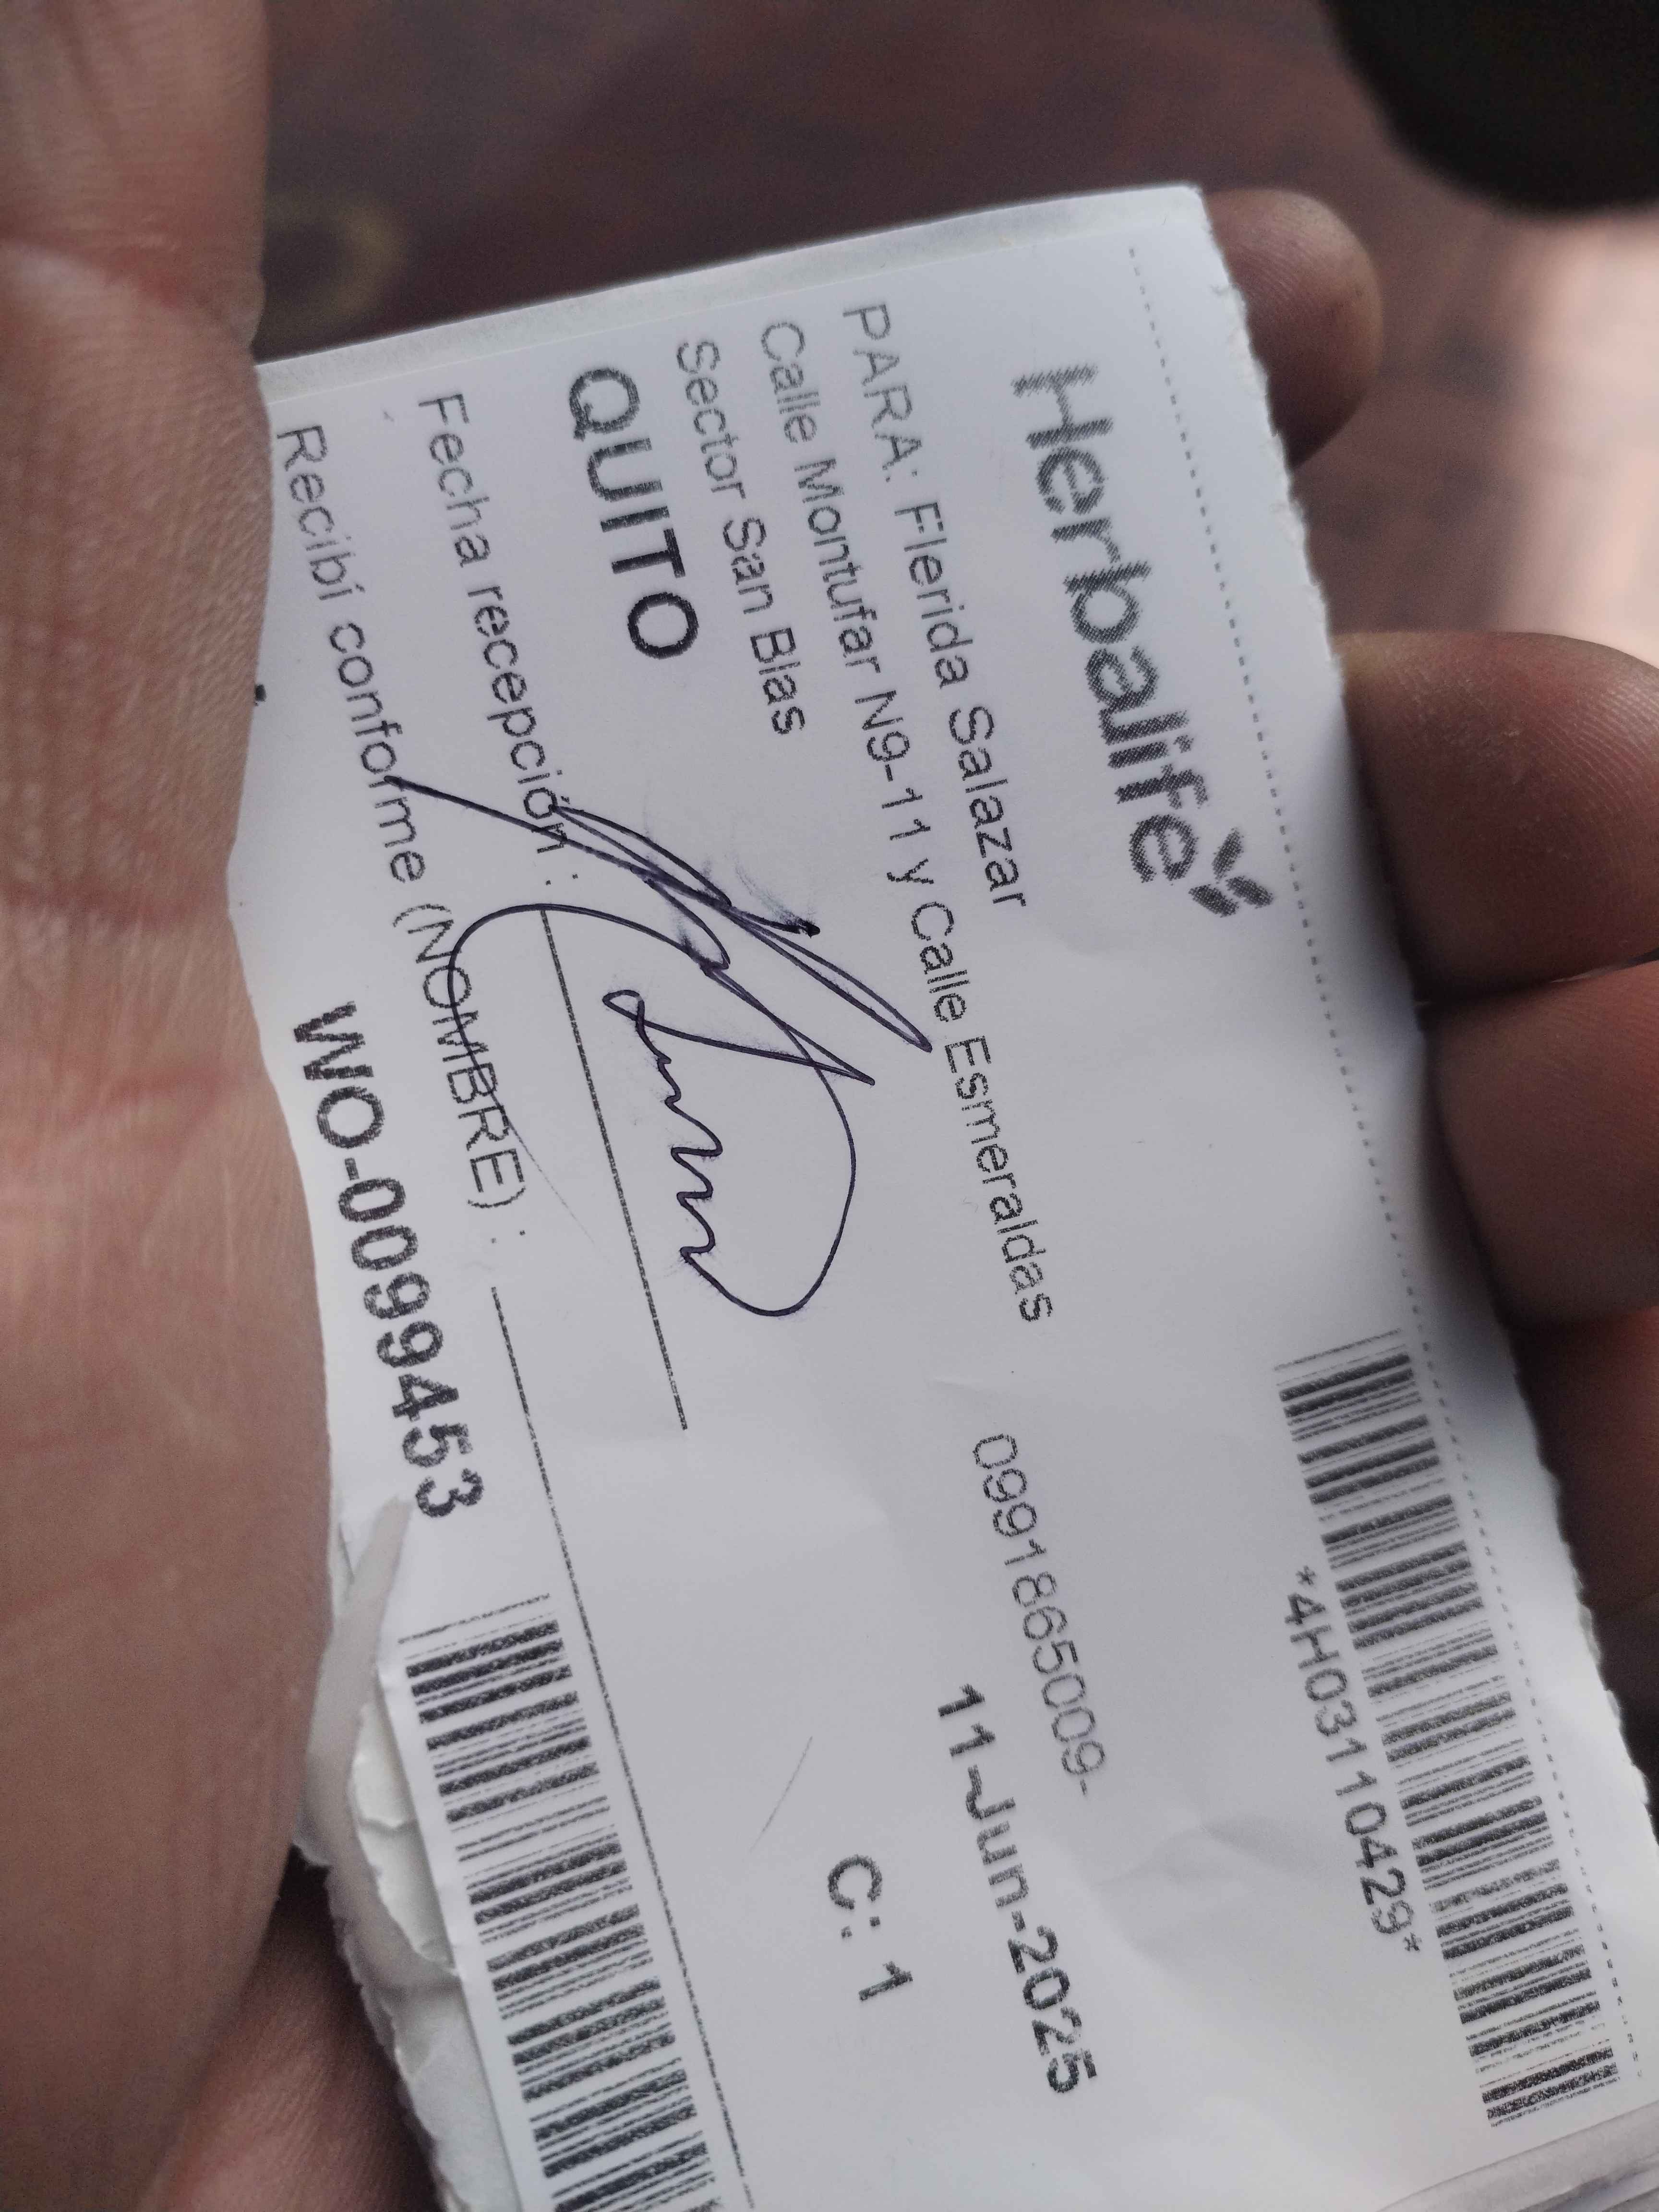 Herbalife
*4H03110429*
PARA: Flerida Salazar
Calle Montufar N9-11 y Calle Esmeraldas 0991865009-
Sector San Blas 11-Jun-2025
QUITO C: 1
Fecha recepción :
Recibí conforme (NOMBRE) :
WO-00999453